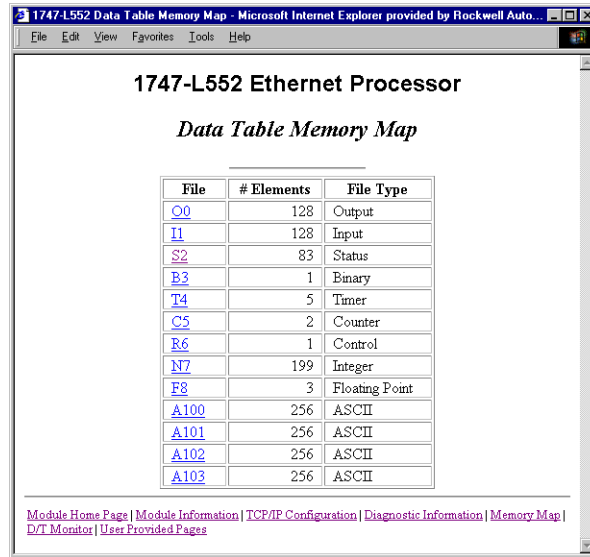 1747-L552 Data Table Memory Map - Microsoft Internet Explorer provided by Rockwell Auto...
File Edit View Favorites Tools Help
1747-L552 Ethernet Processor
Data Table Memory Map
File # Elements File Type
O0 128 Output
I1 128 Input
S2 83 Status
B3 1 Binary
T4 5 Timer
C5 2 Counter
R6 1 Control
N7 199 Integer
F8 3 Floating Point
A100 256 ASCII
A101 256 ASCII
A102 256 ASCII
A103 256 ASCII
Module Home Page | Module Information | TCP/IP Configuration | Diagnostic Information | Memory Map |
D/T Monitor | User Provided Pages